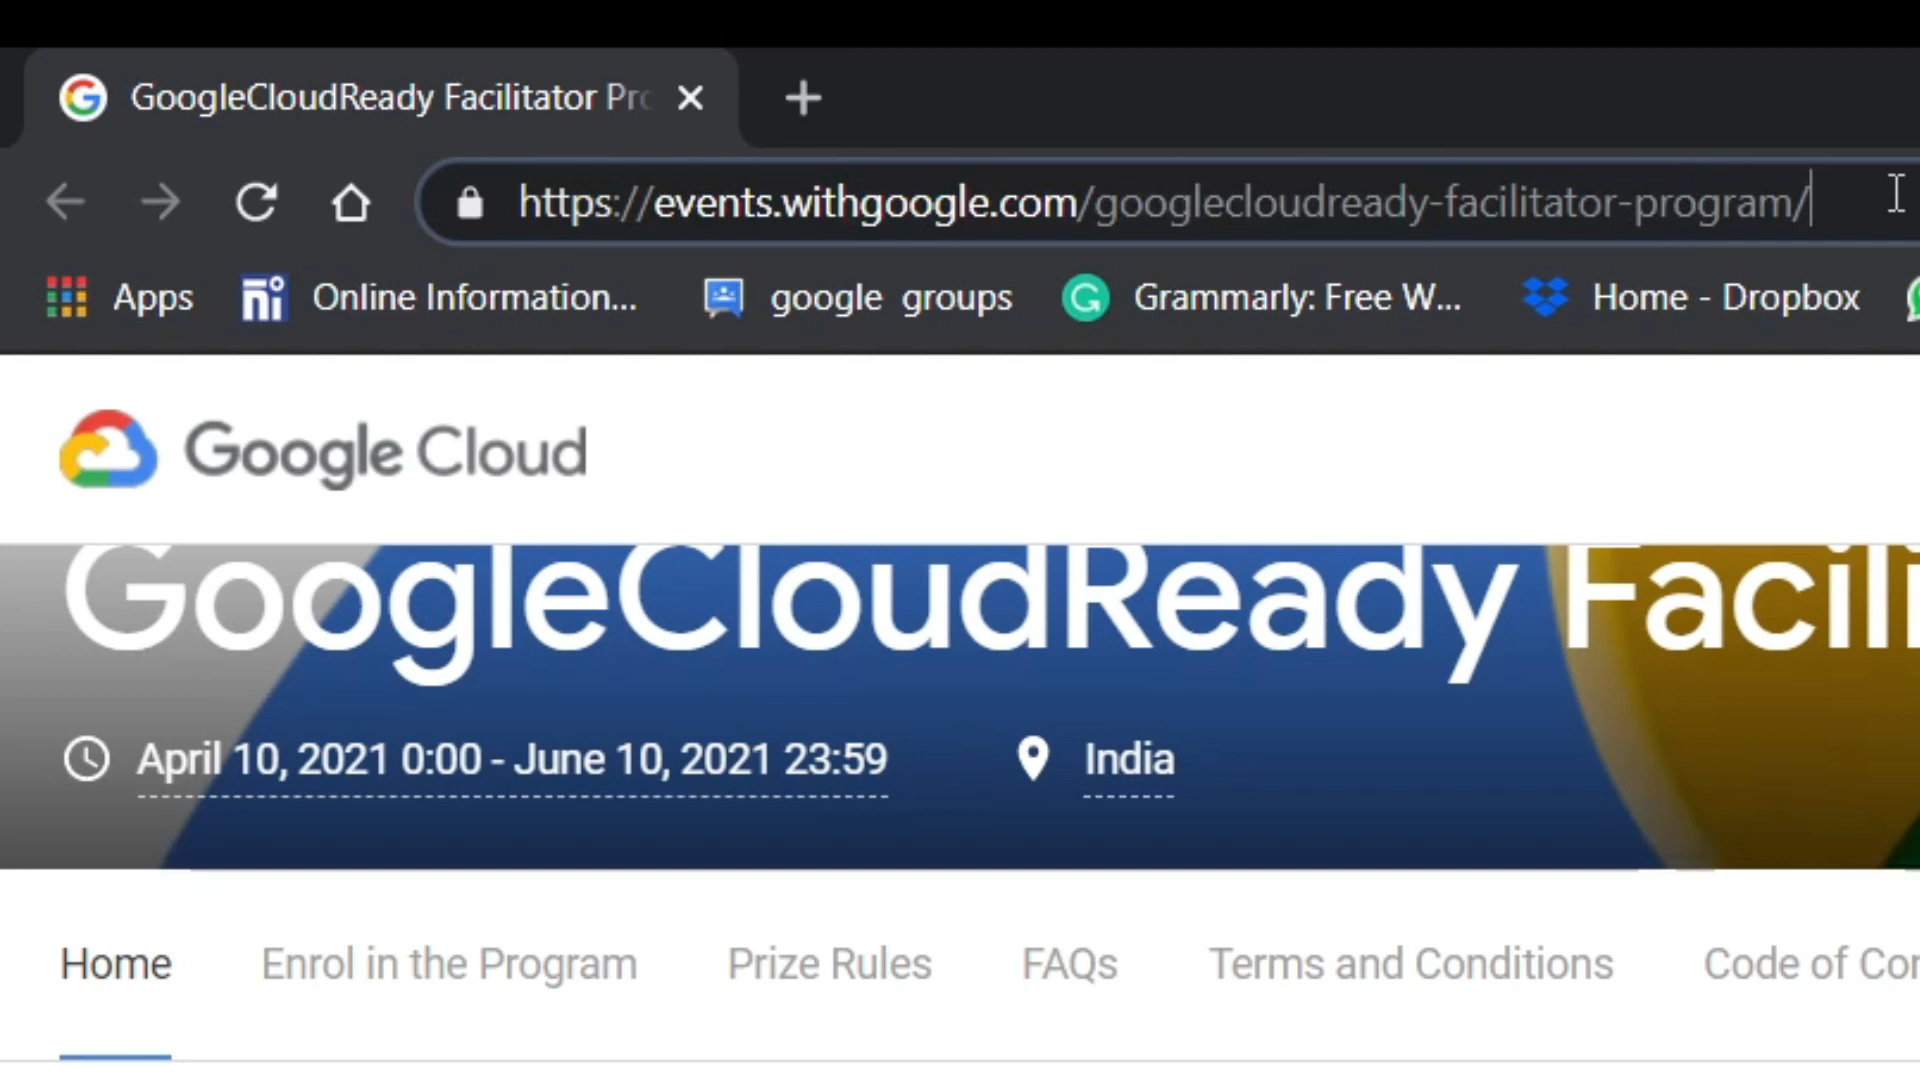 GoogleCloudReady Facilitator Pro
https://events.withgoogle.com/googlecloudready-facilitator-program/
Apps Online Information... google groups Grammarly: Free W... Home - Dropbox
Google Cloud
GoogleCloudReady Facili
April 10, 2021 0:00 - June 10, 2021 23:59 India
Home Enrol in the Program Prize Rules FAQs Terms and Conditions Code of Con